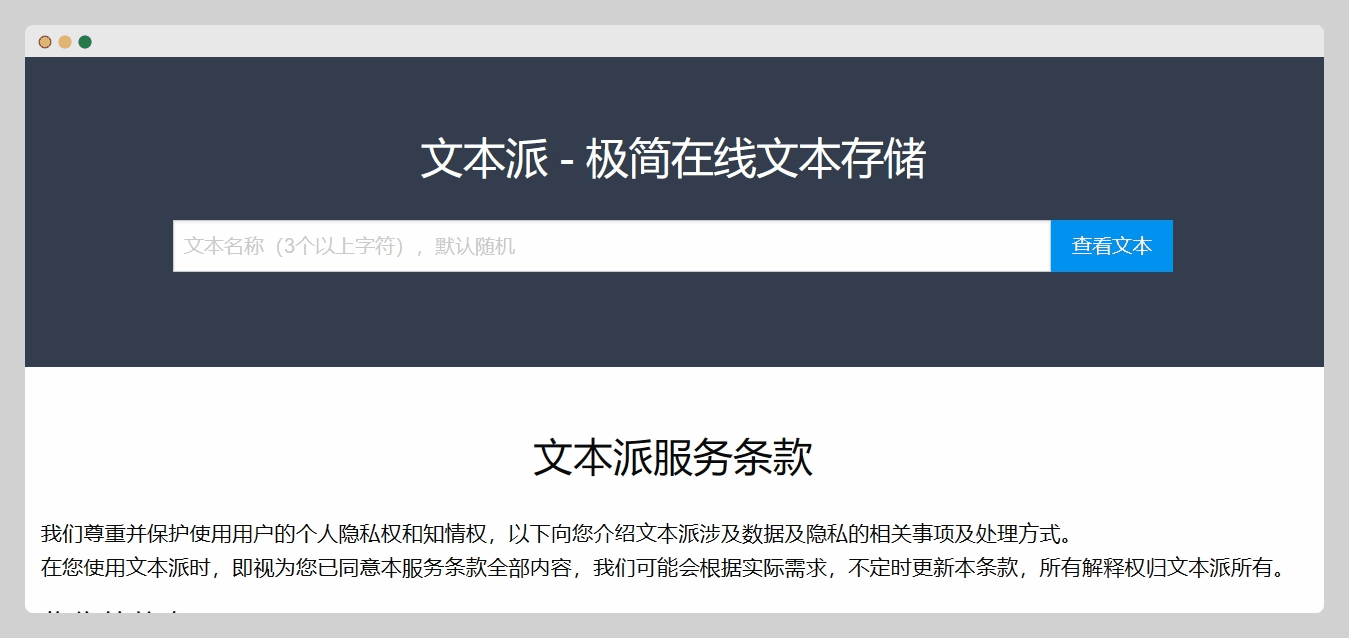 文本派 - 极简在线文本存储
文本名称（3个以上字符），默认随机
查看文本
文本派服务条款
我们尊重并保护使用用户的个人隐私权和知情权，以下向您介绍文本派涉及数据及隐私的相关事项及处理方式。
在您使用文本派时，即视为您已同意本服务条款全部内容，我们可能会根据实际需求，不定时更新本条款，所有解释权归文本派所有。